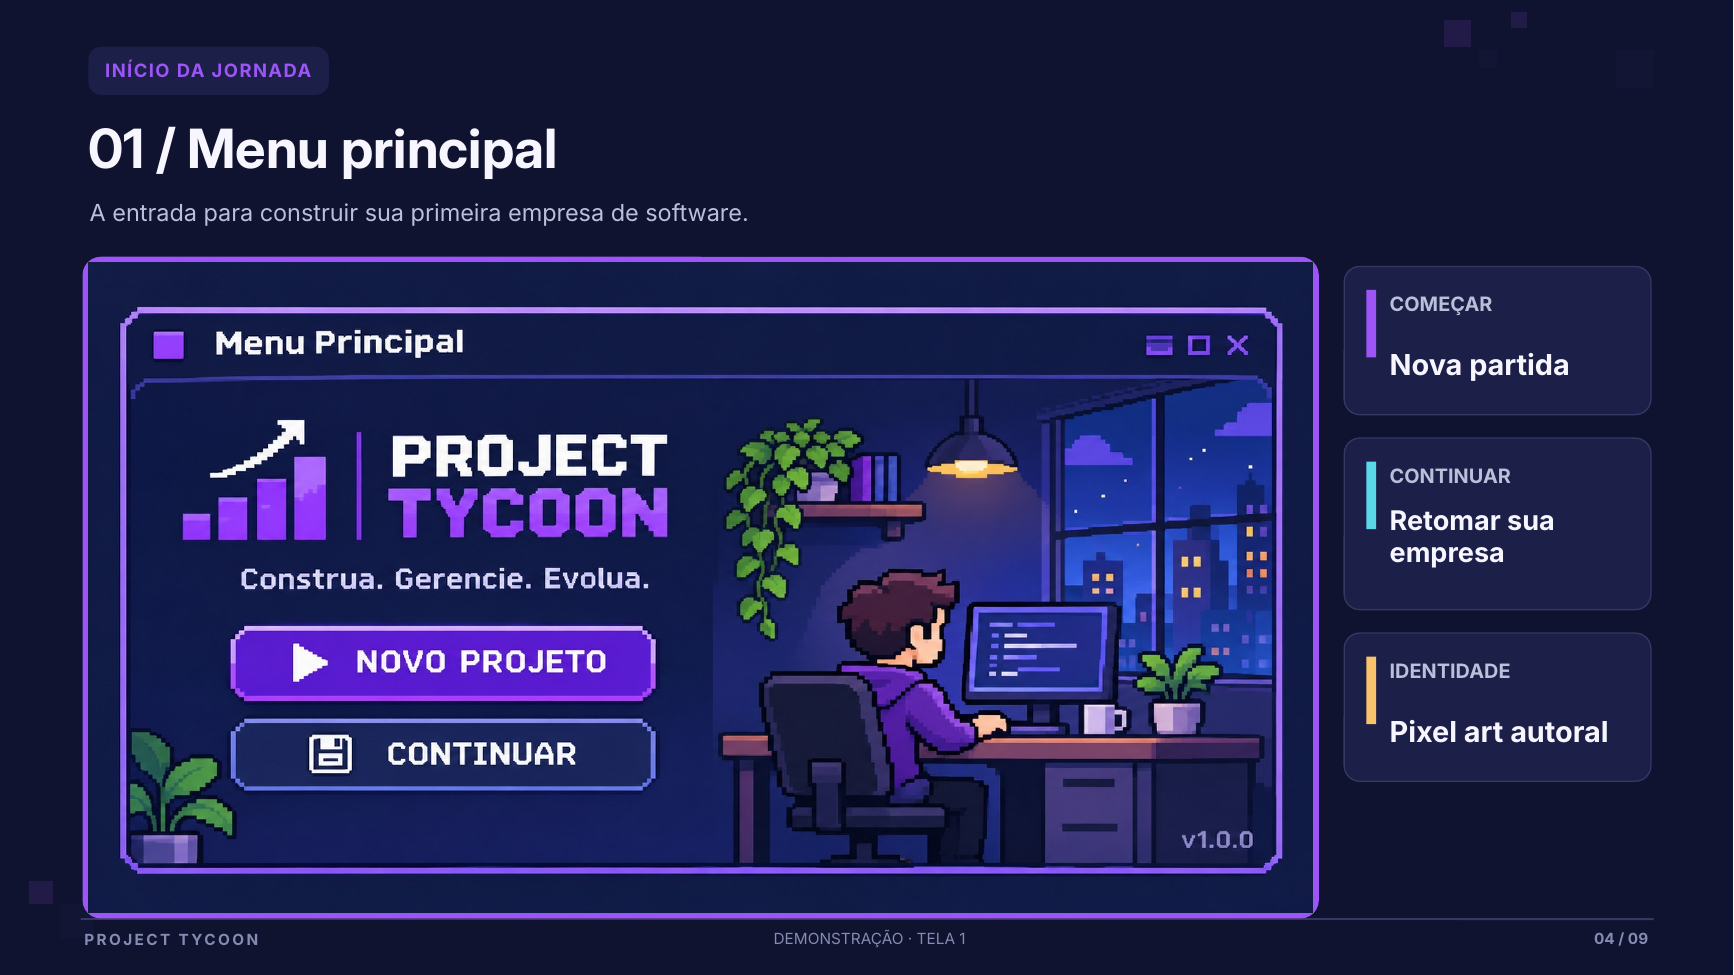 INÍCIO DA JORNADA
01 / Menu principal
A entrada para construir sua primeira empresa de software.
Menu Principal
PROJECT
TYCOON
Construa. Gerencie. Evolua.
NOVO PROJETO
CONTINUAR
v1.0.0
COMEÇAR
Nova partida
CONTINUAR
Retomar sua
empresa
IDENTIDADE
Pixel art autoral
PROJECT TYCOON
DEMONSTRAÇÃO · TELA 1
04 / 09